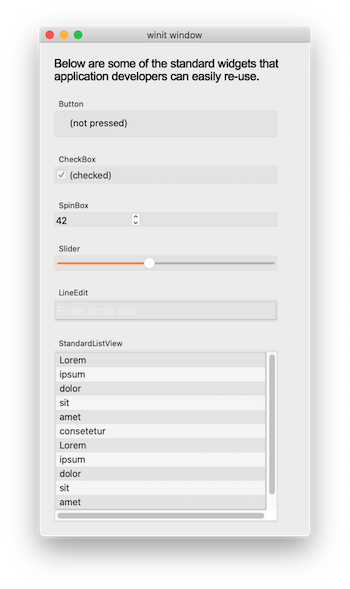 winit window
Below are some of the standard widgets that
application developers can easily re-use.
Button
(not pressed)
CheckBox
(checked)
SpinBox
42
Slider
LineEdit
Enter some text
StandardListView
Lorem
ipsum
dolor
sit
amet
consetetur
Lorem
ipsum
dolor
sit
amet